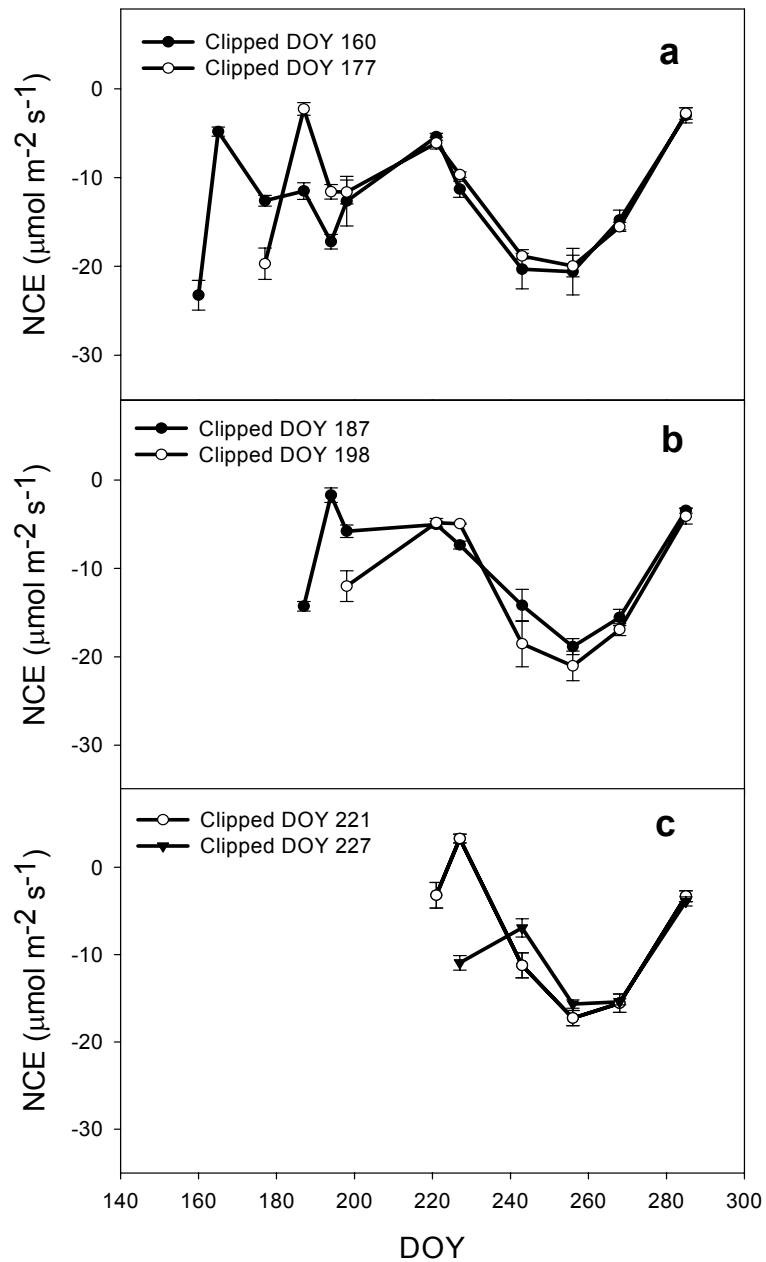 Clipped DOY 160
Clipped DOY 177
a
0
-10
-20
-30
NCE (μmol m-2 s-1)
Clipped DOY 187
Clipped DOY 198
b
0
-10
-20
-30
NCE (μmol m-2 s-1)
Clipped DOY 221
Clipped DOY 227
c
0
-10
-20
-30
NCE (μmol m-2 s-1)
140 160 180 200 220 240 260 280 300
DOY